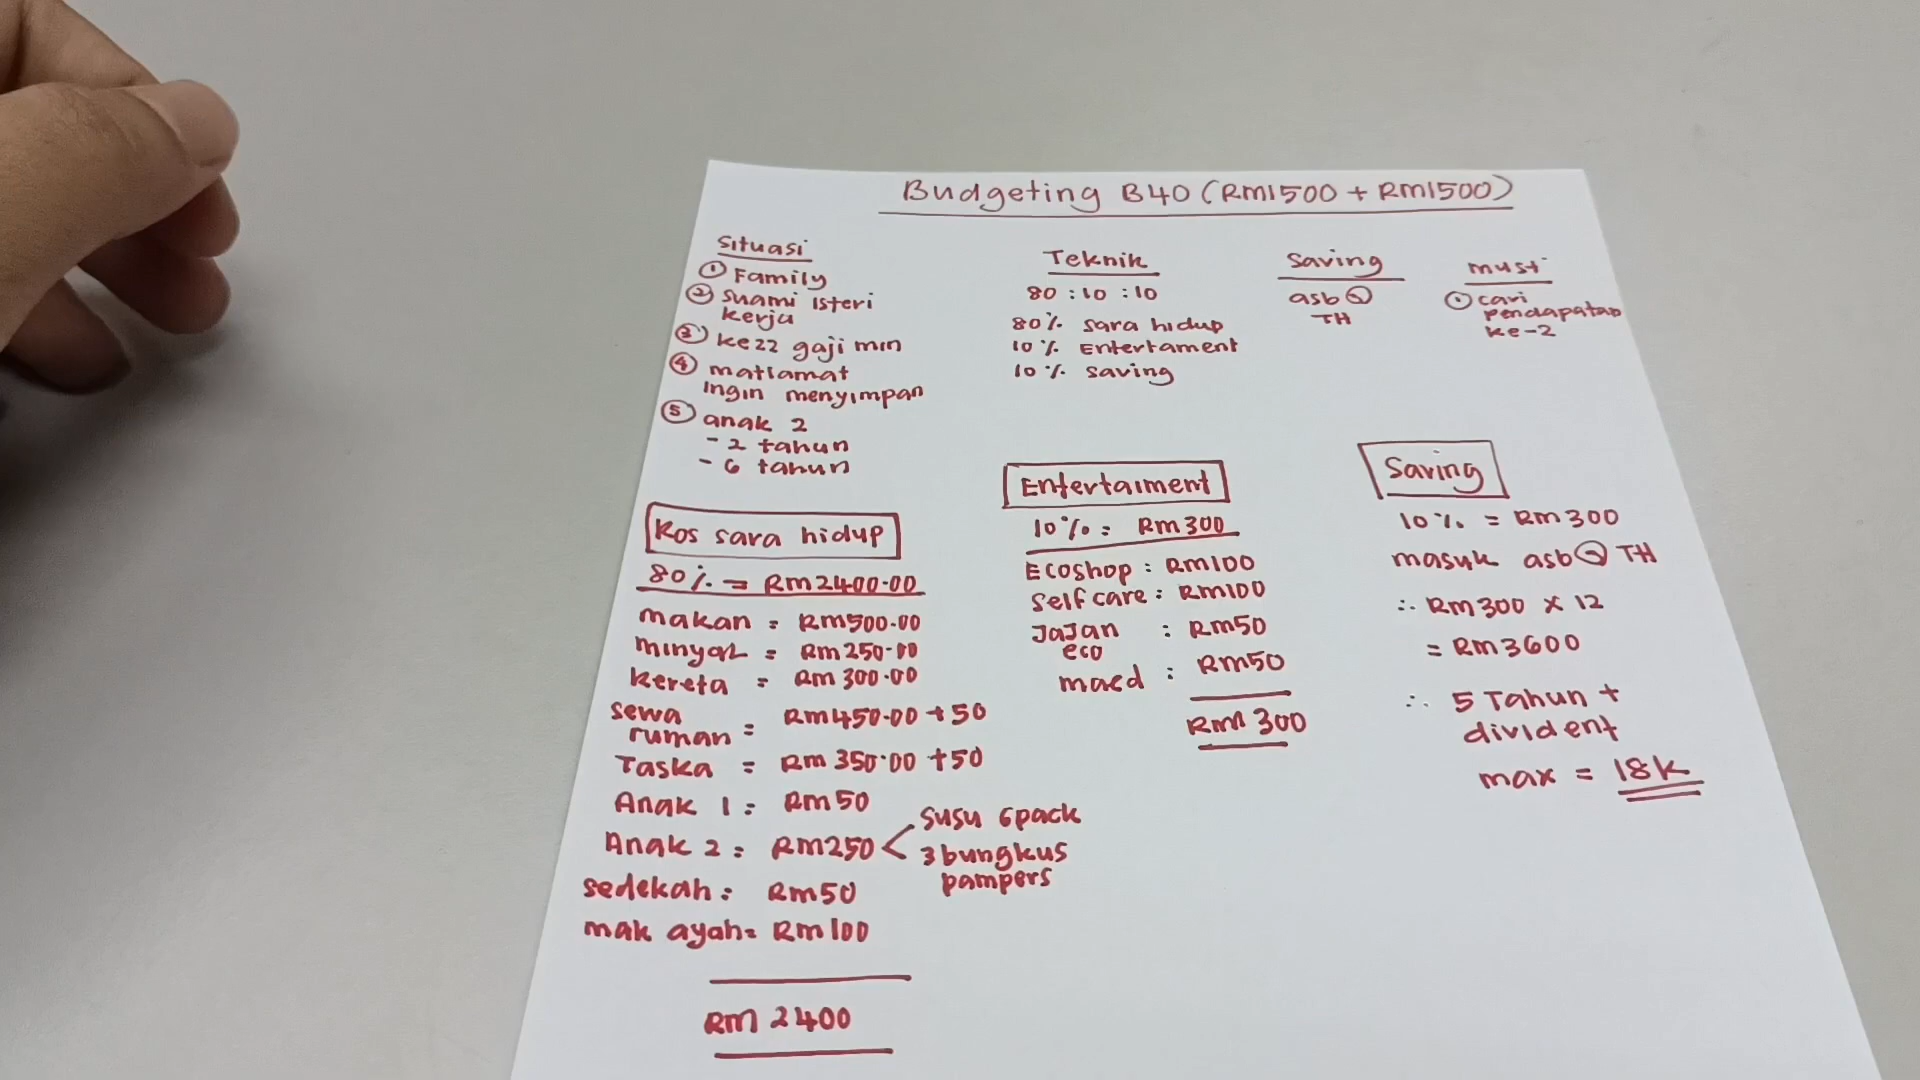 Budgeting B40 (RM1500 + RM1500)
Situasi
① Family
② suami isteri
kerja
③ ke22 gaji min
④ matlamat
ingin menyimpan
⑤ anak 2
- 2 tahun
- 6 tahun
Teknik
80 : 10 : 10
80% sara hidup
10% Entertament
10% saving
saving
asb @
TH
must
① cari
pendapatan
ke-2
Kos sara hidup
80% → RM2400.00
makan = RM500.00
minyak = RM250.00
kereta = RM300.00
sewa
rumah = RM450.00 + 50
Taska = RM350.00 + 50
Anak 1 = RM50
Anak 2 = RM250 < susu 6pack
3 bungkus
pampers
sedekah = RM50
mak ayah = RM100
RM 2400
Entertaiment
10% = RM300
Ecoshop : RM100
Selfcare : RM100
Jajan : RM50
eco
maed : RM50
RM 300
Saving
10% = RM300
masuk asb @ TH
∴ RM300 x 12
= RM3600
∴ 5 Tahun +
divident
max = 18K